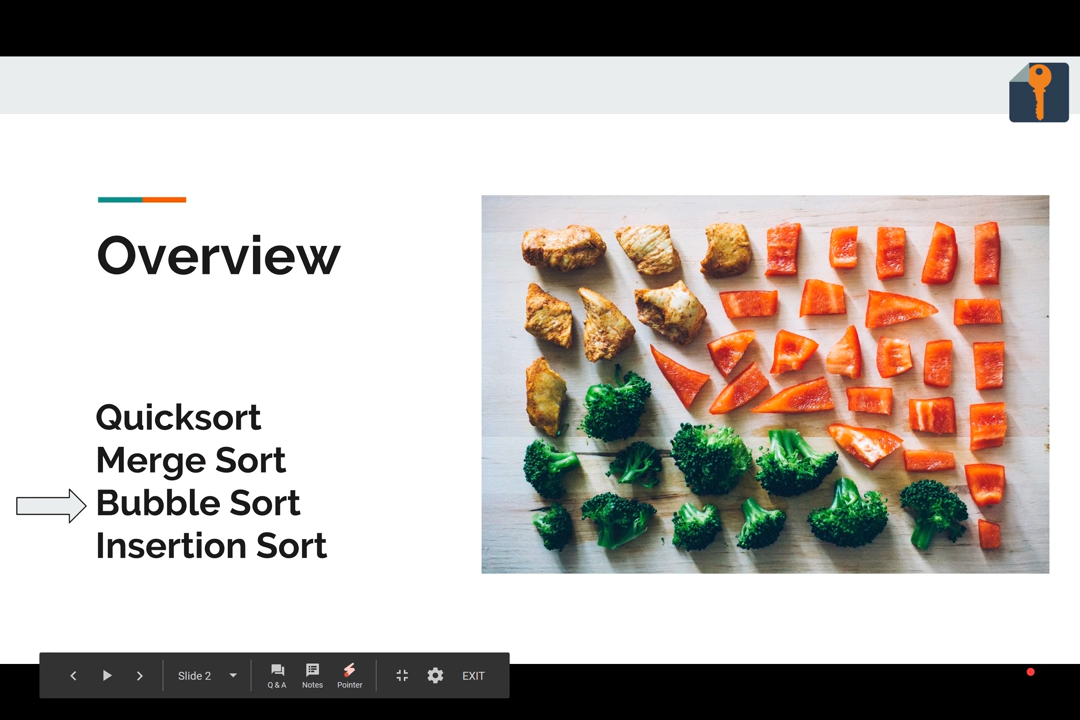 Overview
Quicksort
Merge Sort
Bubble Sort
Insertion Sort
Slide 2
Q & A
Notes
Pointer
EXIT